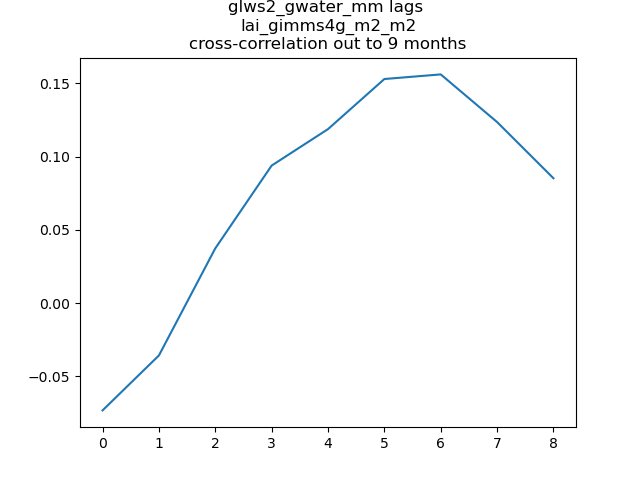 glws2_gwater_mm lags
lai_gimms4g_m2_m2
cross-correlation out to 9 months
0.15
0.10
0.05
0.00
−0.05
0 1 2 3 4 5 6 7 8